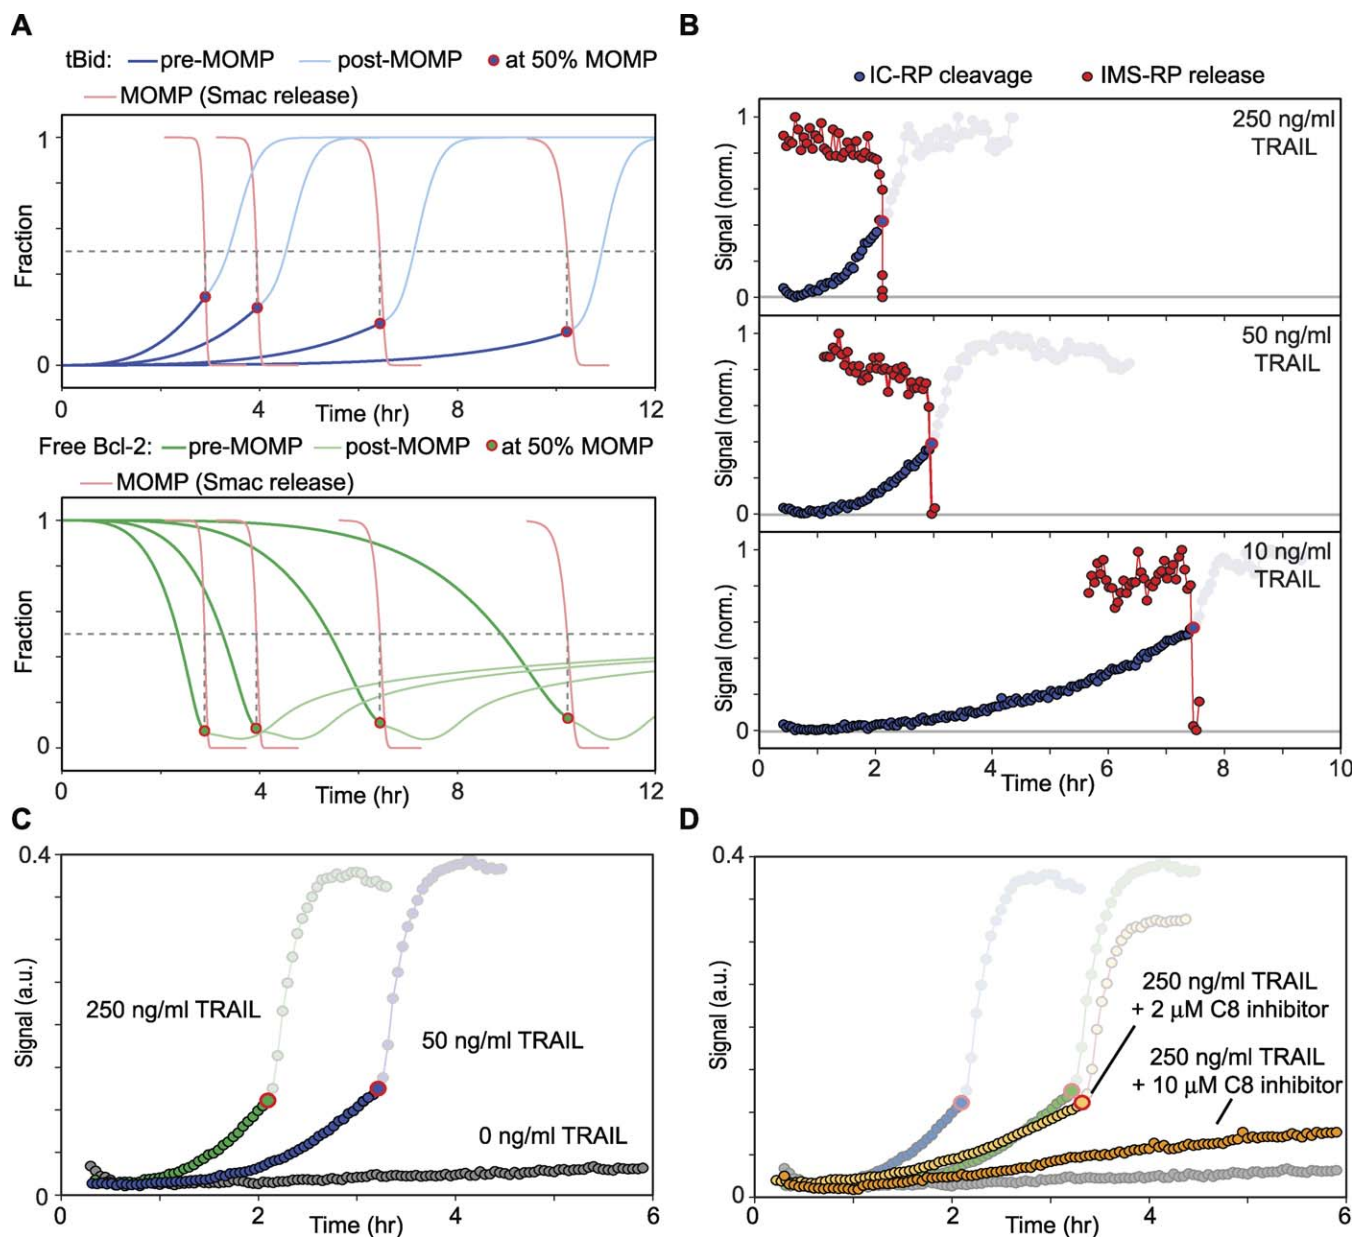 A
tBid: pre-MOMP post-MOMP at 50% MOMP
MOMP (Smac release)
1
Fraction
0
0 4 8 12
Time (hr)
Free Bcl-2: pre-MOMP post-MOMP at 50% MOMP
MOMP (Smac release)
1
Fraction
0
0 4 8 12
Time (hr)
B
IC-RP cleavage IMS-RP release
250 ng/ml
TRAIL
1
Signal (norm.)
0
50 ng/ml
TRAIL
1
Signal (norm.)
0
10 ng/ml
TRAIL
1
Signal (norm.)
0
0 2 4 6 8 10
Time (hr)
C
0.4
Signal (a.u.)
250 ng/ml TRAIL
50 ng/ml TRAIL
0 ng/ml TRAIL
0
0 2 4 6
Time (hr)
D
0.4
Signal (a.u.)
250 ng/ml TRAIL
+ 2 μM C8 inhibitor
250 ng/ml TRAIL
+ 10 μM C8 inhibitor
0
0 2 4 6
Time (hr)